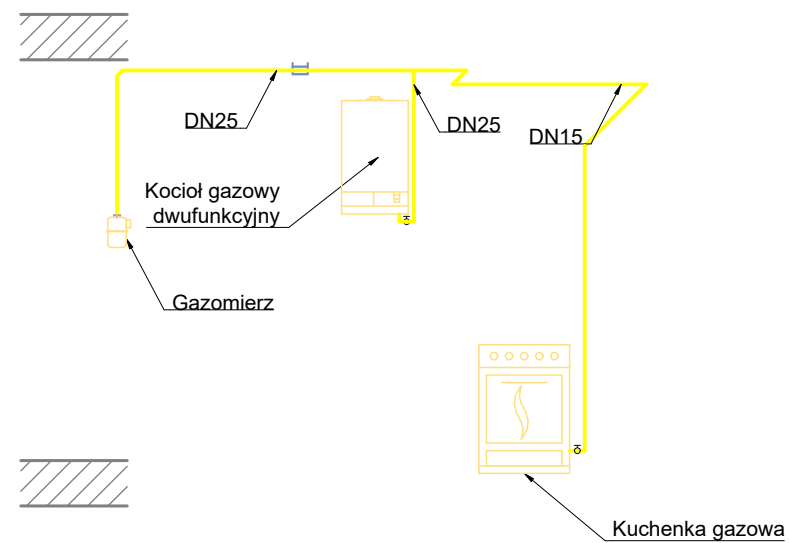 DN25
DN25
DN15
Kocioł gazowy
dwufunkcyjny
Gazomierz
Kuchenka gazowa